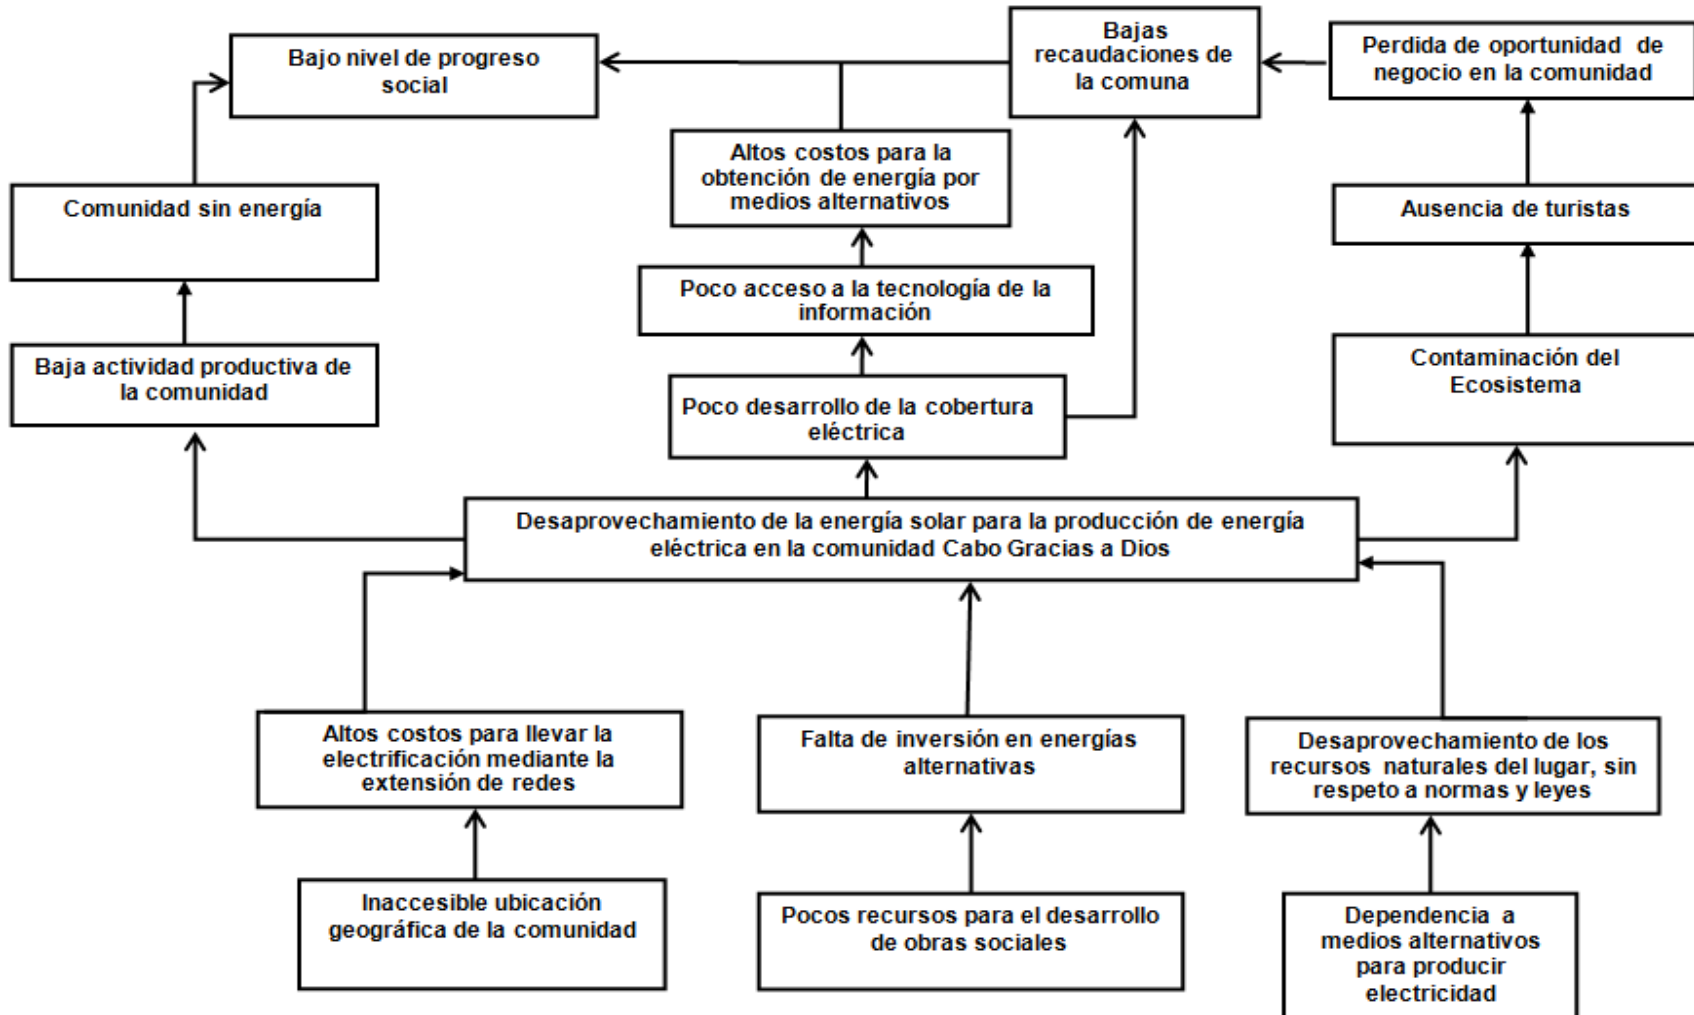 Bajo nivel de progreso
social
Bajas
recaudaciones de
la comuna
Perdida de oportunidad de
negocio en la comunidad
Altos costos para la
obtención de energía por
medios alternativos
Comunidad sin energía
Ausencia de turistas
Poco acceso a la tecnología de la
información
Baja actividad productiva de
la comunidad
Poco desarrollo de la cobertura
eléctrica
Contaminación del
Ecosistema
Desaprovechamiento de la energía solar para la producción de energía
eléctrica en la comunidad Cabo Gracias a Dios
Altos costos para llevar la
electrificación mediante la
extensión de redes
Falta de inversión en energías
alternativas
Desaprovechamiento de los
recursos naturales del lugar, sin
respeto a normas y leyes
Inaccesible ubicación
geográfica de la comunidad
Pocos recursos para el desarrollo
de obras sociales
Dependencia a
medios alternativos
para producir
electricidad